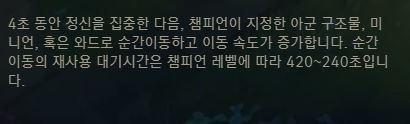 4초 동안 정신을 집중한 다음, 챔피언이 지정한 아군 구조물, 미
니언, 혹은 와드로 순간이동하고 이동 속도가 증가합니다. 순간
이동의 재사용 대기시간은 챔피언 레벨에 따라 420~240초입니
다.